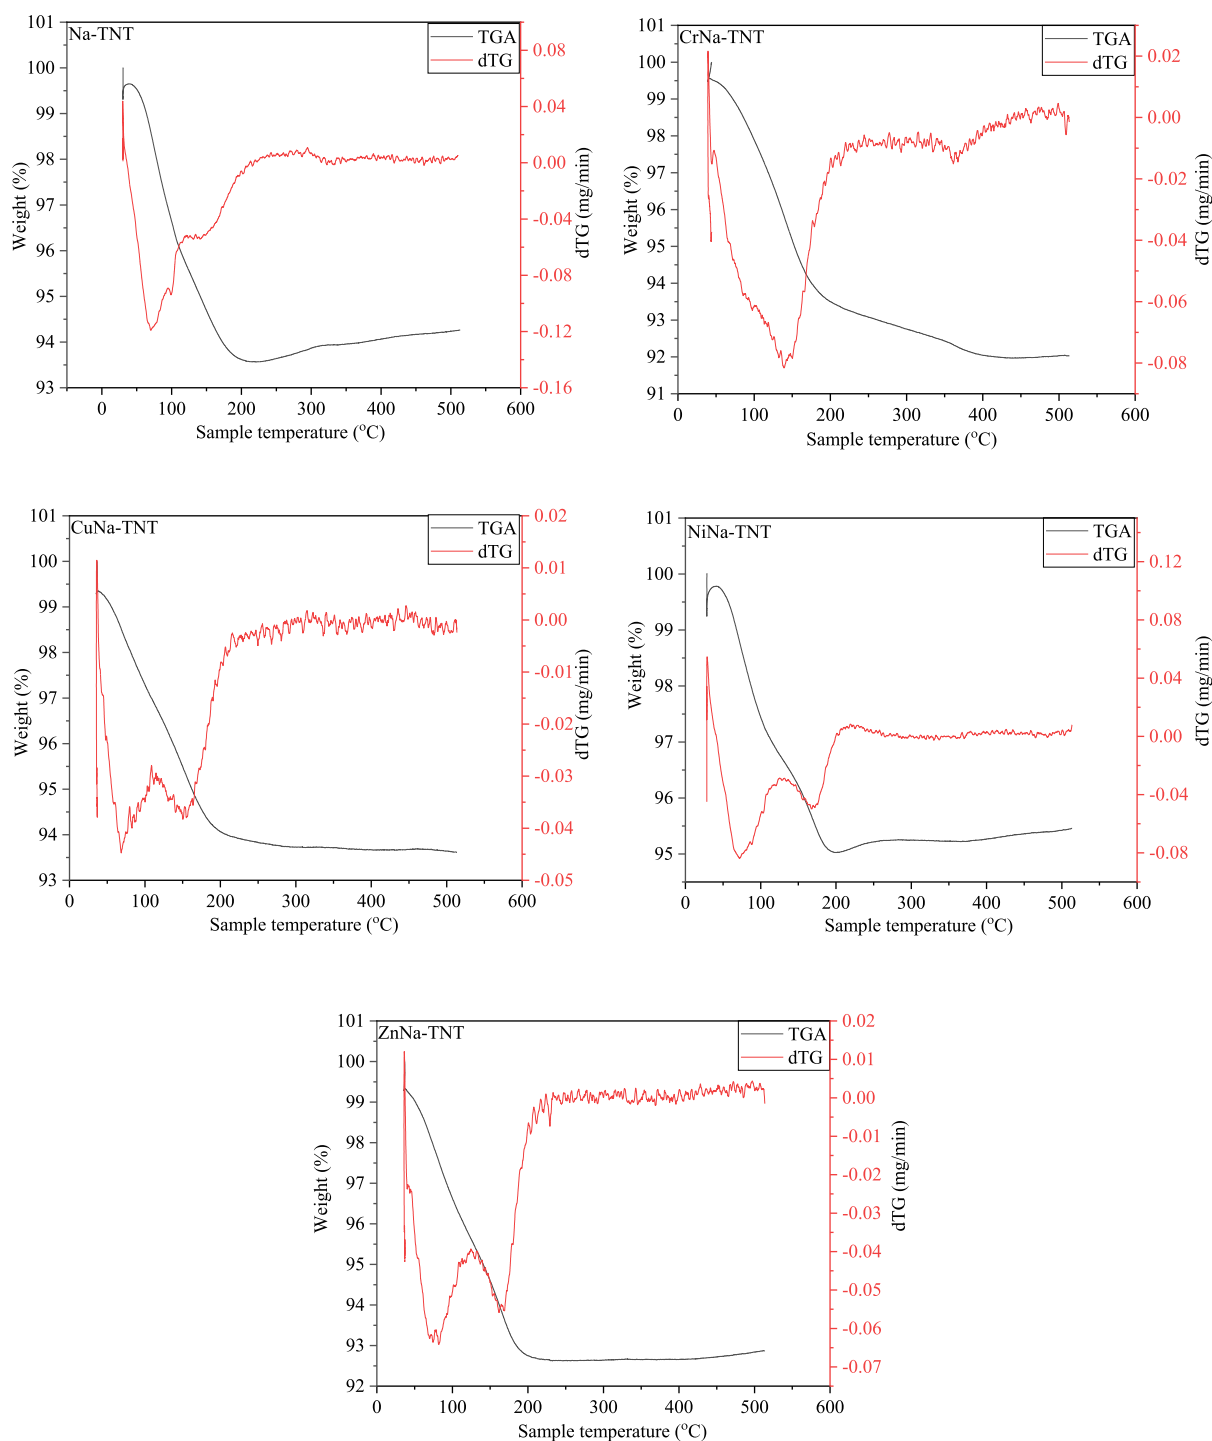 Na-TNT
TGA
dTG
101
100
99
98
97
96
95
94
93
Weight (%)
0.08
0.04
0.00
-0.04
-0.08
-0.12
-0.16
dTG (mg/min)
0 100 200 300 400 500 600
Sample temperature (°C)
CrNa-TNT
TGA
dTG
101
100
99
98
97
96
95
94
93
92
91
Weight (%)
0.02
0.00
-0.02
-0.04
-0.06
-0.08
dTG (mg/min)
0 100 200 300 400 500 600
Sample temperature (°C)
CuNa-TNT
TGA
dTG
101
100
99
98
97
96
95
94
93
Weight (%)
0.02
0.01
0.00
-0.01
-0.02
-0.03
-0.04
-0.05
dTG (mg/min)
0 100 200 300 400 500 600
Sample temperature (°C)
NiNa-TNT
TGA
dTG
101
100
99
98
97
96
95
Weight (%)
0.12
0.04
0.00
-0.04
-0.08
dTG (mg/min)
0 100 200 300 400 500 600
Sample temperature (°C)
ZnNa-TNT
TGA
dTG
101
100
99
98
97
96
95
94
93
92
Weight (%)
0.02
0.01
0.00
-0.01
-0.02
-0.03
-0.04
-0.05
-0.06
-0.07
dTG (mg/min)
0 100 200 300 400 500 600
Sample temperature (°C)